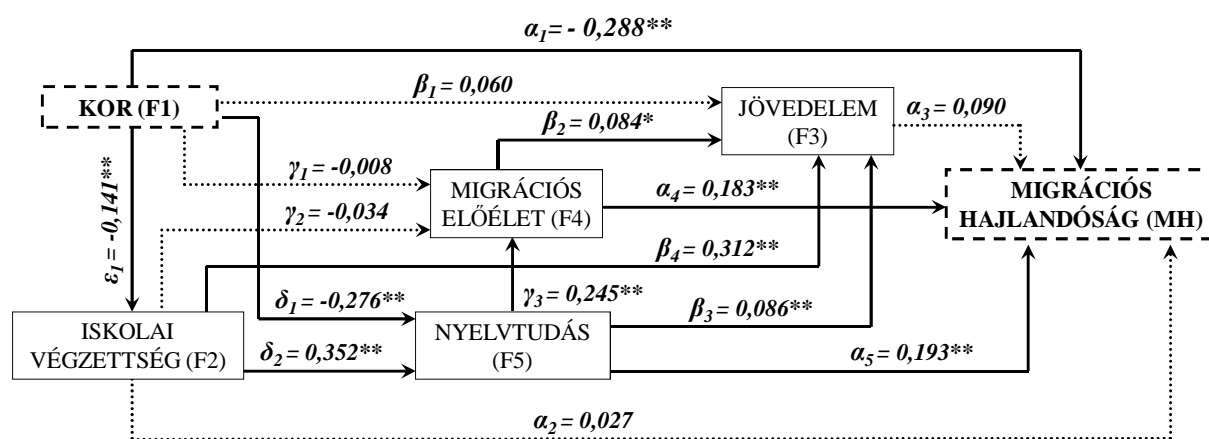 α1= - 0,288**
KOR (F1)
β1 = 0,060
JÖVEDELEM
(F3)
α3 = 0,090
β2 = 0,084*
ε1 = -0,141**
γ1 = -0,008
MIGRÁCIÓS
ELŐÉLET (F4)
α4 = 0,183**
MIGRÁCIÓS
HAJLANDÓSÁG (MH)
γ2 = -0,034
β4 = 0,312**
δ1 = -0,276**
γ3 = 0,245**
β3 = 0,086**
ISKOLAI
VÉGZETTSÉG (F2)
δ2 = 0,352**
NYELVTUDÁS
(F5)
α5 = 0,193**
α2 = 0,027